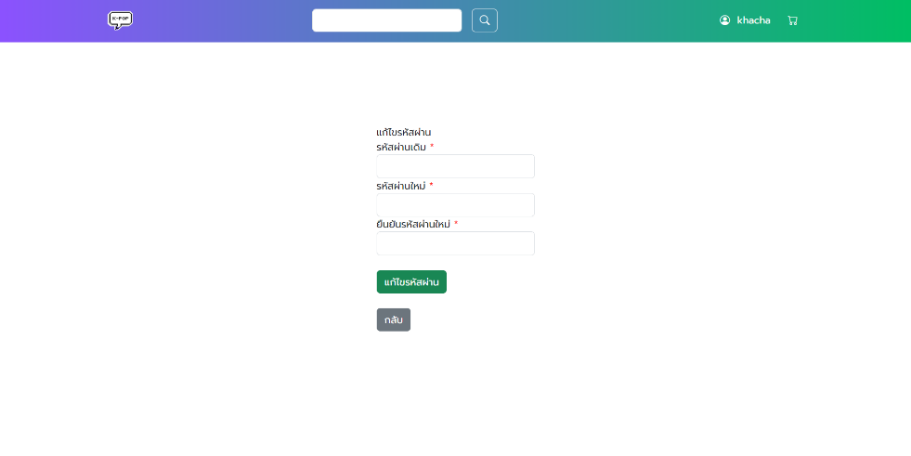 K-POP
khacha
แก้ไขรหัสผ่าน
รหัสผ่านเดิม *
รหัสผ่านใหม่ *
ยืนยันรหัสผ่านใหม่ *
แก้ไขรหัสผ่าน
กลับ